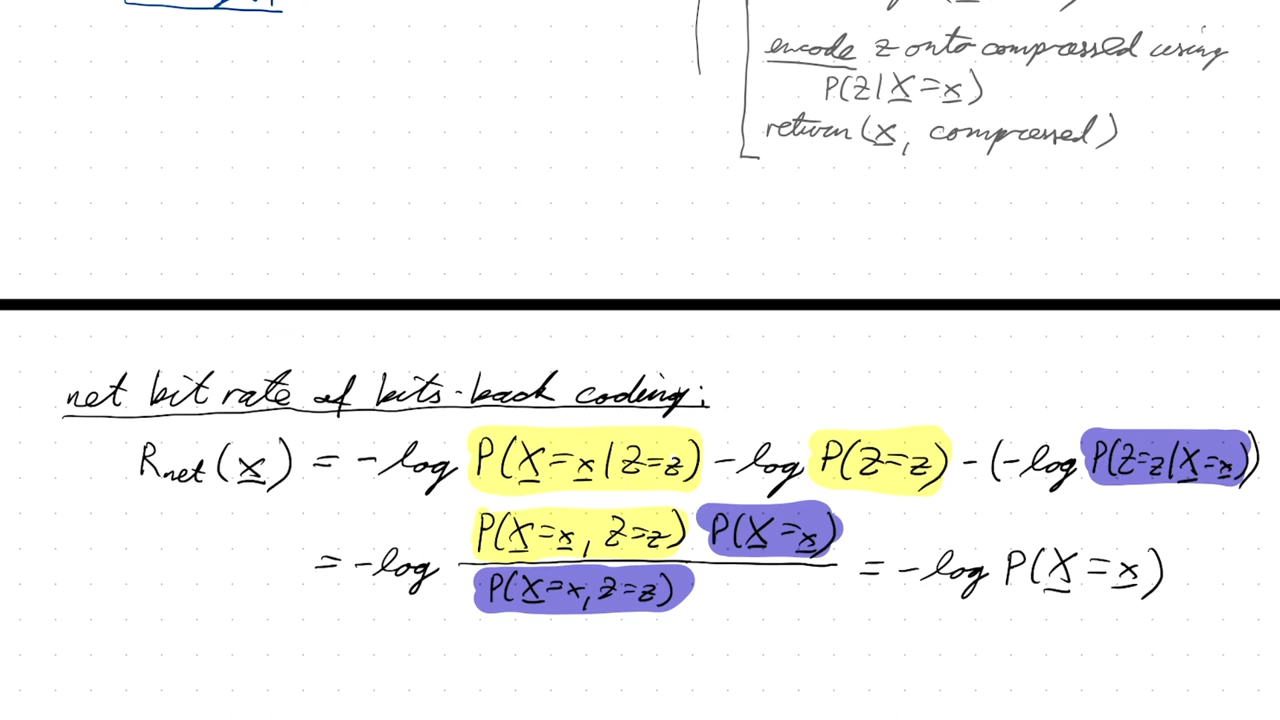 encode z onto compressed using
P(Z|X=x)
return (x, compressed)
net bit rate of bits-back coding:
Rnet(x) = -log P(X=x|Z=z) - log P(Z=z) - (-log P(Z=z|X=x))
= -log P(X=x, Z=z) P(X=x) / P(X=x, Z=z) = -log P(X=x)